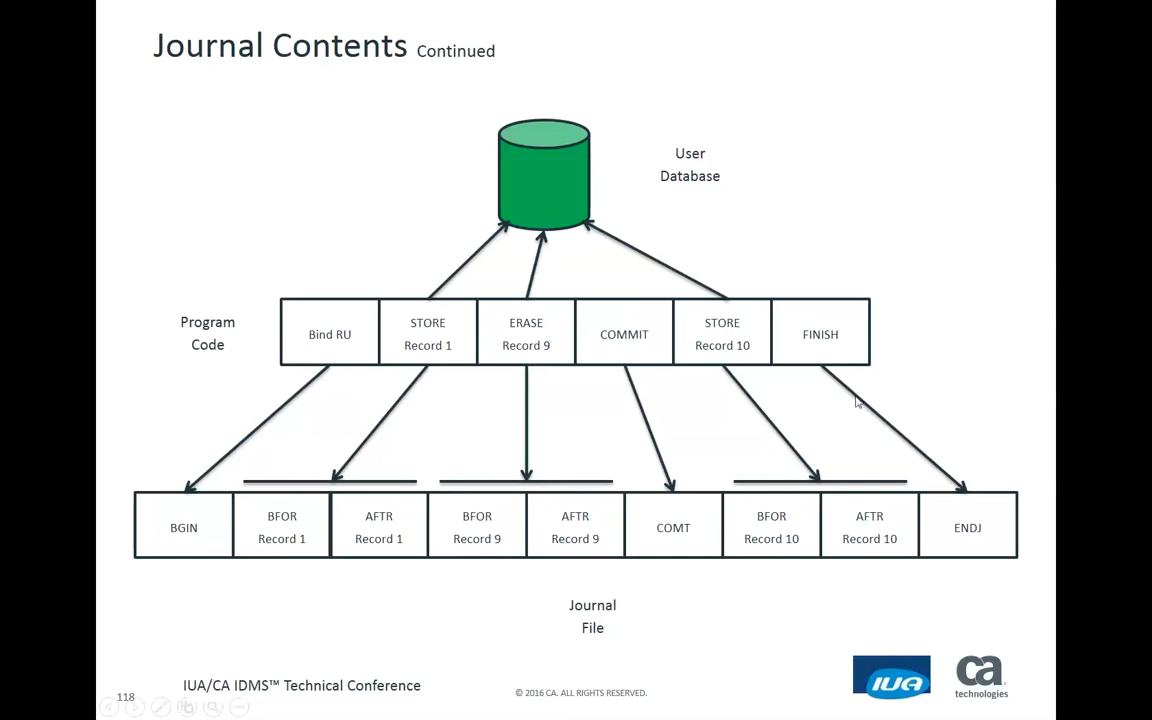 Journal Contents Continued
User
Database
Program
Code
Bind RU
STORE
Record 1
ERASE
Record 9
COMMIT
STORE
Record 10
FINISH
BGIN
BFOR
Record 1
AFTR
Record 1
BFOR
Record 9
AFTR
Record 9
COMT
BFOR
Record 10
AFTR
Record 10
ENDJ
Journal
File
118
IUA/CA IDMS™ Technical Conference
© 2016 CA. ALL RIGHTS RESERVED.
IUA
ca
technologies